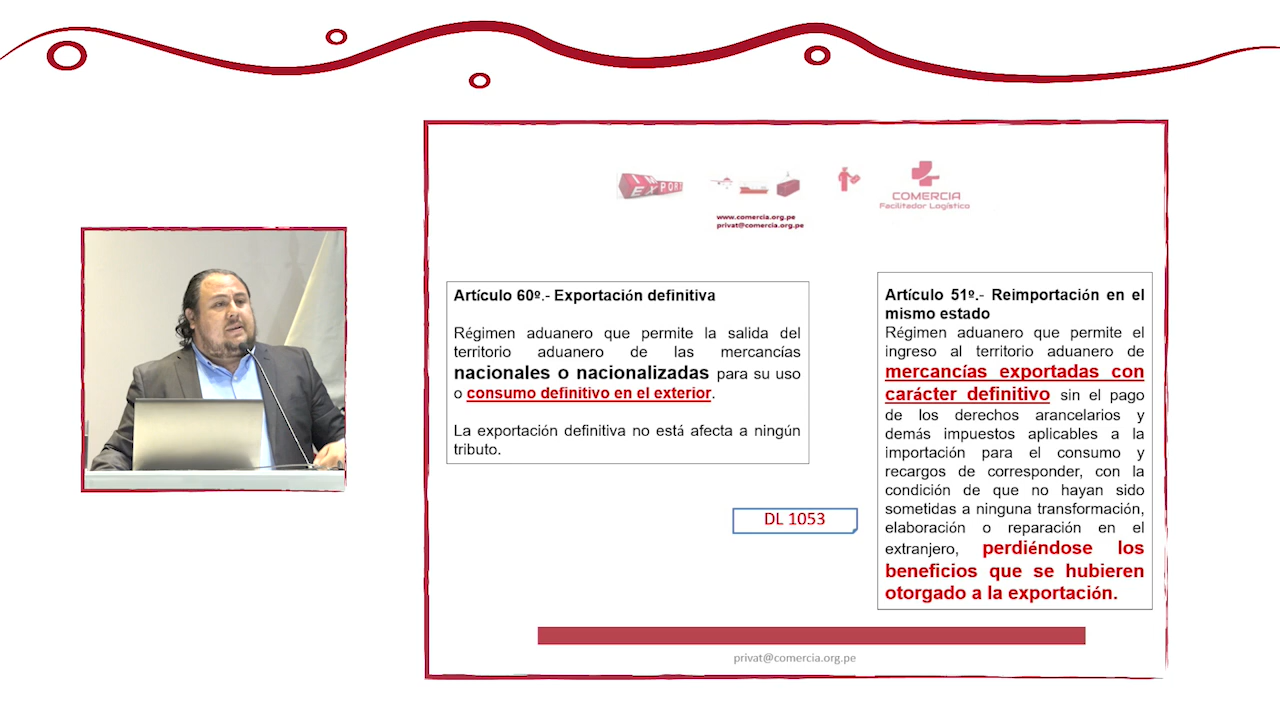 IM
EXPORT
COMERCIA
Facilitador Logístico
www.comercia.org.pe
privat@comercia.org.pe
Artículo 60º.- Exportación definitiva
Régimen aduanero que permite la salida del
territorio aduanero de las mercancías
nacionales o nacionalizadas para su uso
o consumo definitivo en el exterior.
La exportación definitiva no está afecta a ningún
tributo.
DL 1053
Artículo 51º.- Reimportación en el
mismo estado
Régimen aduanero que permite el
ingreso al territorio aduanero de
mercancías exportadas con
carácter definitivo sin el pago
de los derechos arancelarios y
demás impuestos aplicables a la
importación para el consumo y
recargos de corresponder, con la
condición de que no hayan sido
sometidas a ninguna transformación,
elaboración o reparación en el
extranjero, perdiéndose los
beneficios que se hubieren
otorgado a la exportación.
privat@comercia.org.pe